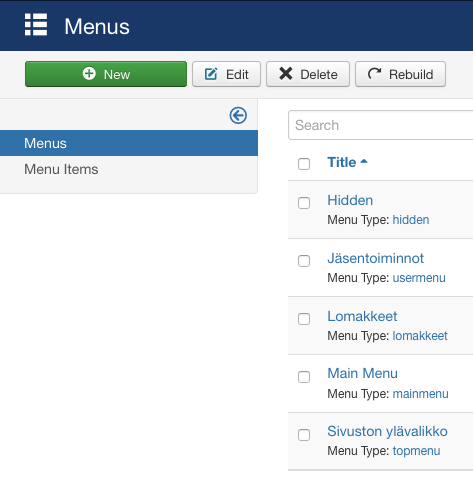 Menus
New Edit Delete Rebuild
Menus
Menu Items
Search
Title
Hidden
Menu Type: hidden
Jäsentoiminnot
Menu Type: usermenu
Lomakkeet
Menu Type: lomakkeet
Main Menu
Menu Type: mainmenu
Sivuston ylävalikko
Menu Type: topmenu